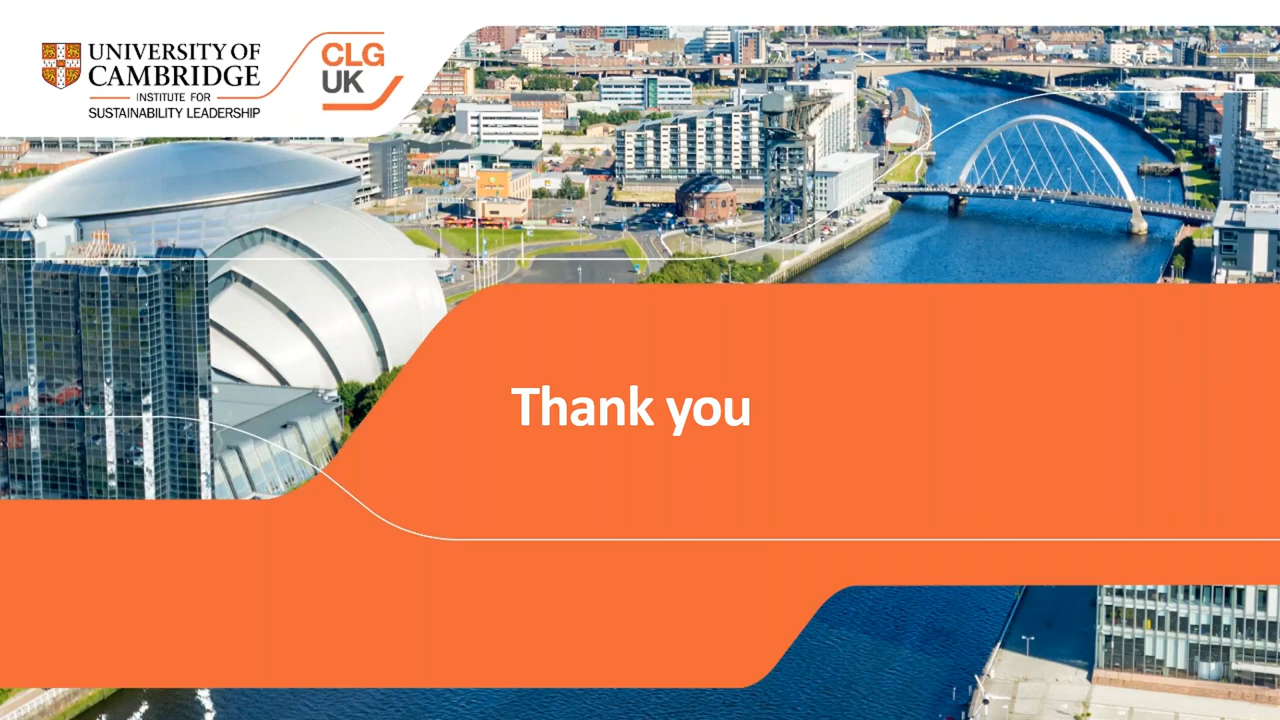 UNIVERSITY OF
CAMBRIDGE
INSTITUTE FOR
SUSTAINABILITY LEADERSHIP
CLG
UK
Thank you